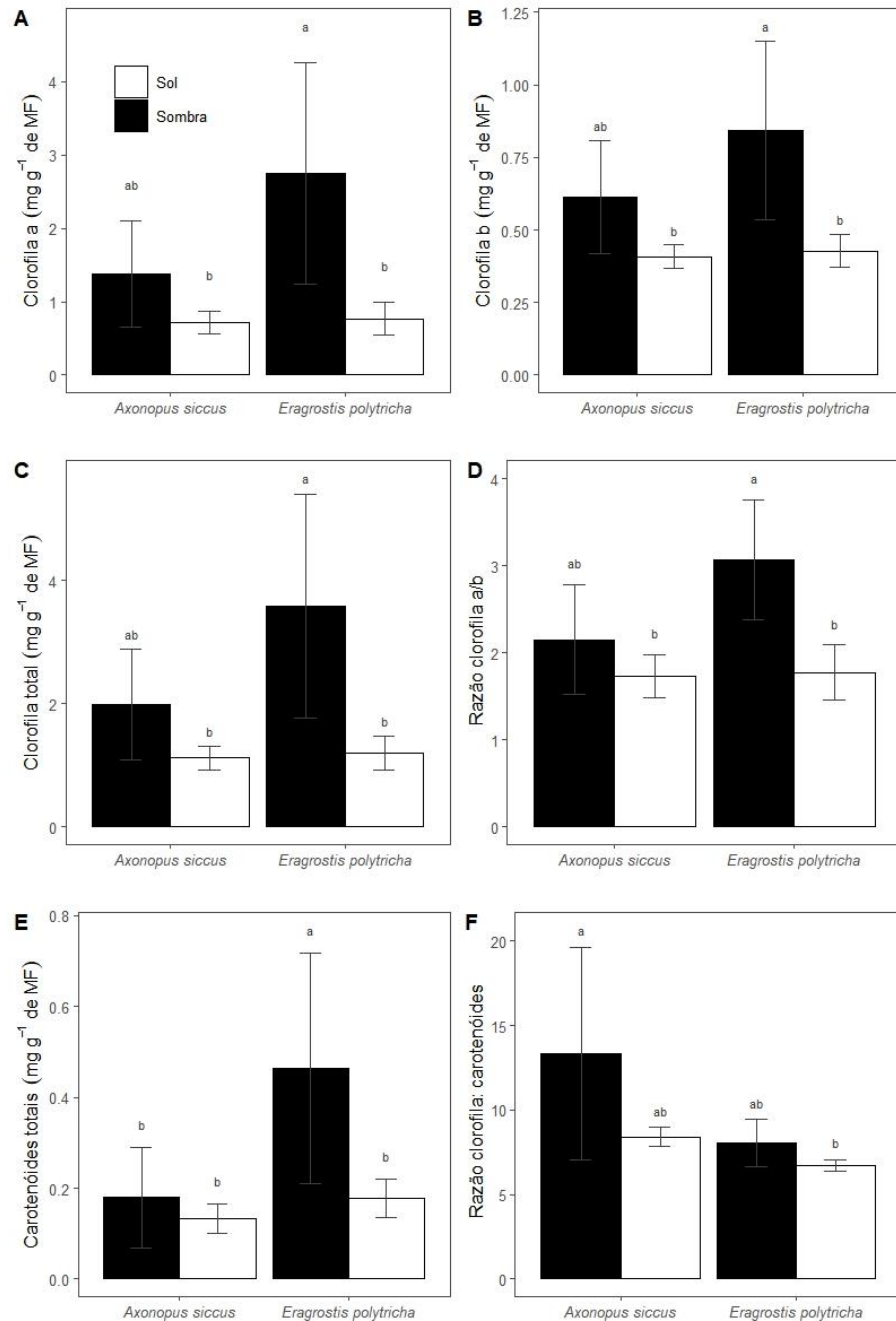 A
Clorofila a (mg g⁻¹ de MF)
4
3
2
1
0
Sol
Sombra
ab
b
a
b
Axonopus siccus
Eragrostis polytricha
B
Clorofila b (mg g⁻¹ de MF)
1.25
1.00
0.75
0.50
0.25
0.00
ab
b
a
b
Axonopus siccus
Eragrostis polytricha
C
Clorofila total (mg g⁻¹ de MF)
4
2
0
ab
b
a
b
Axonopus siccus
Eragrostis polytricha
D
Razão clorofila a/b
4
3
2
1
0
ab
b
a
b
Axonopus siccus
Eragrostis polytricha
E
Carotenóides totais (mg g⁻¹ de MF)
0.8
0.6
0.4
0.2
0.0
b
b
a
b
Axonopus siccus
Eragrostis polytricha
F
Razão clorofila: carotenóides
20
15
10
5
0
a
ab
ab
b
Axonopus siccus
Eragrostis polytricha